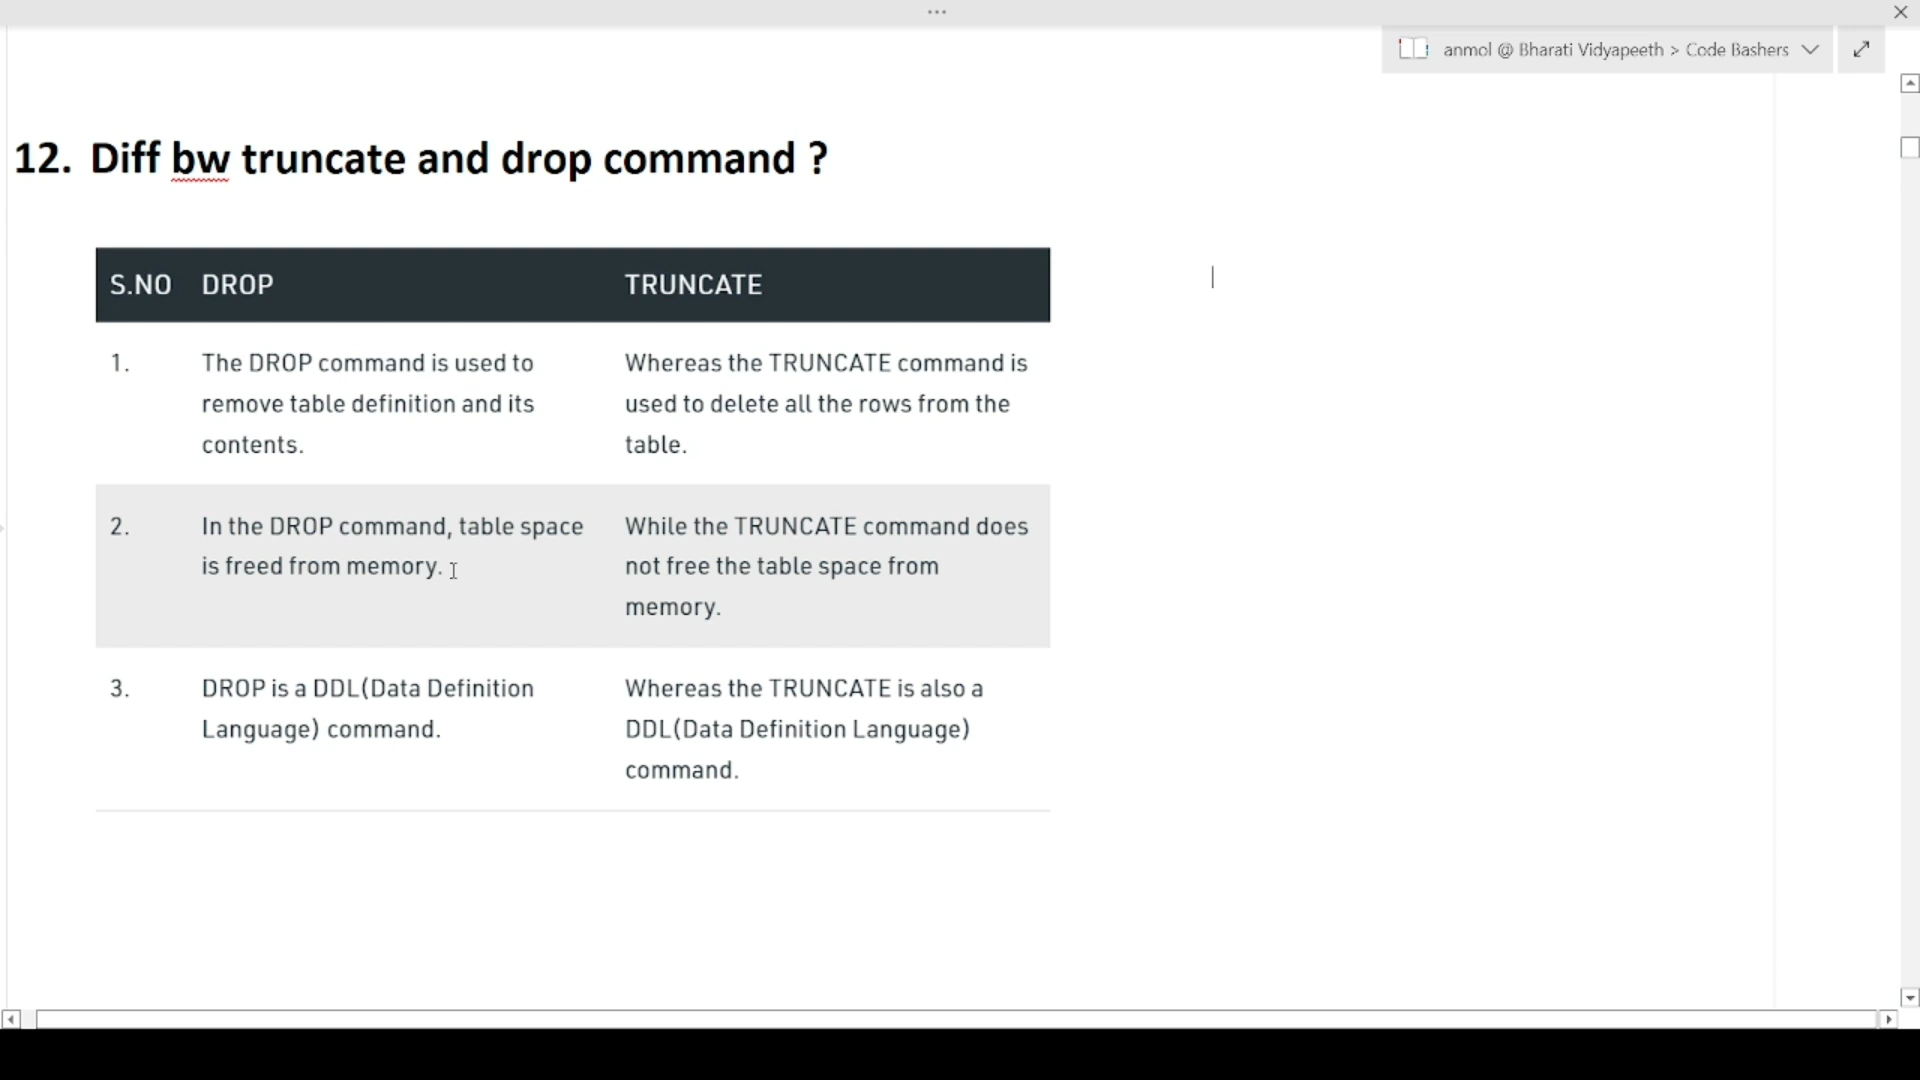 ...
anmol @ Bharati Vidyapeeth > Code Bashers
12. Diff bw truncate and drop command ?
S.NO DROP TRUNCATE
1. The DROP command is used to Whereas the TRUNCATE command is
remove table definition and its used to delete all the rows from the
contents. table.
2. In the DROP command, table space While the TRUNCATE command does
is freed from memory. not free the table space from
memory.
3. DROP is a DDL(Data Definition Whereas the TRUNCATE is also a
Language) command. DDL(Data Definition Language)
command.